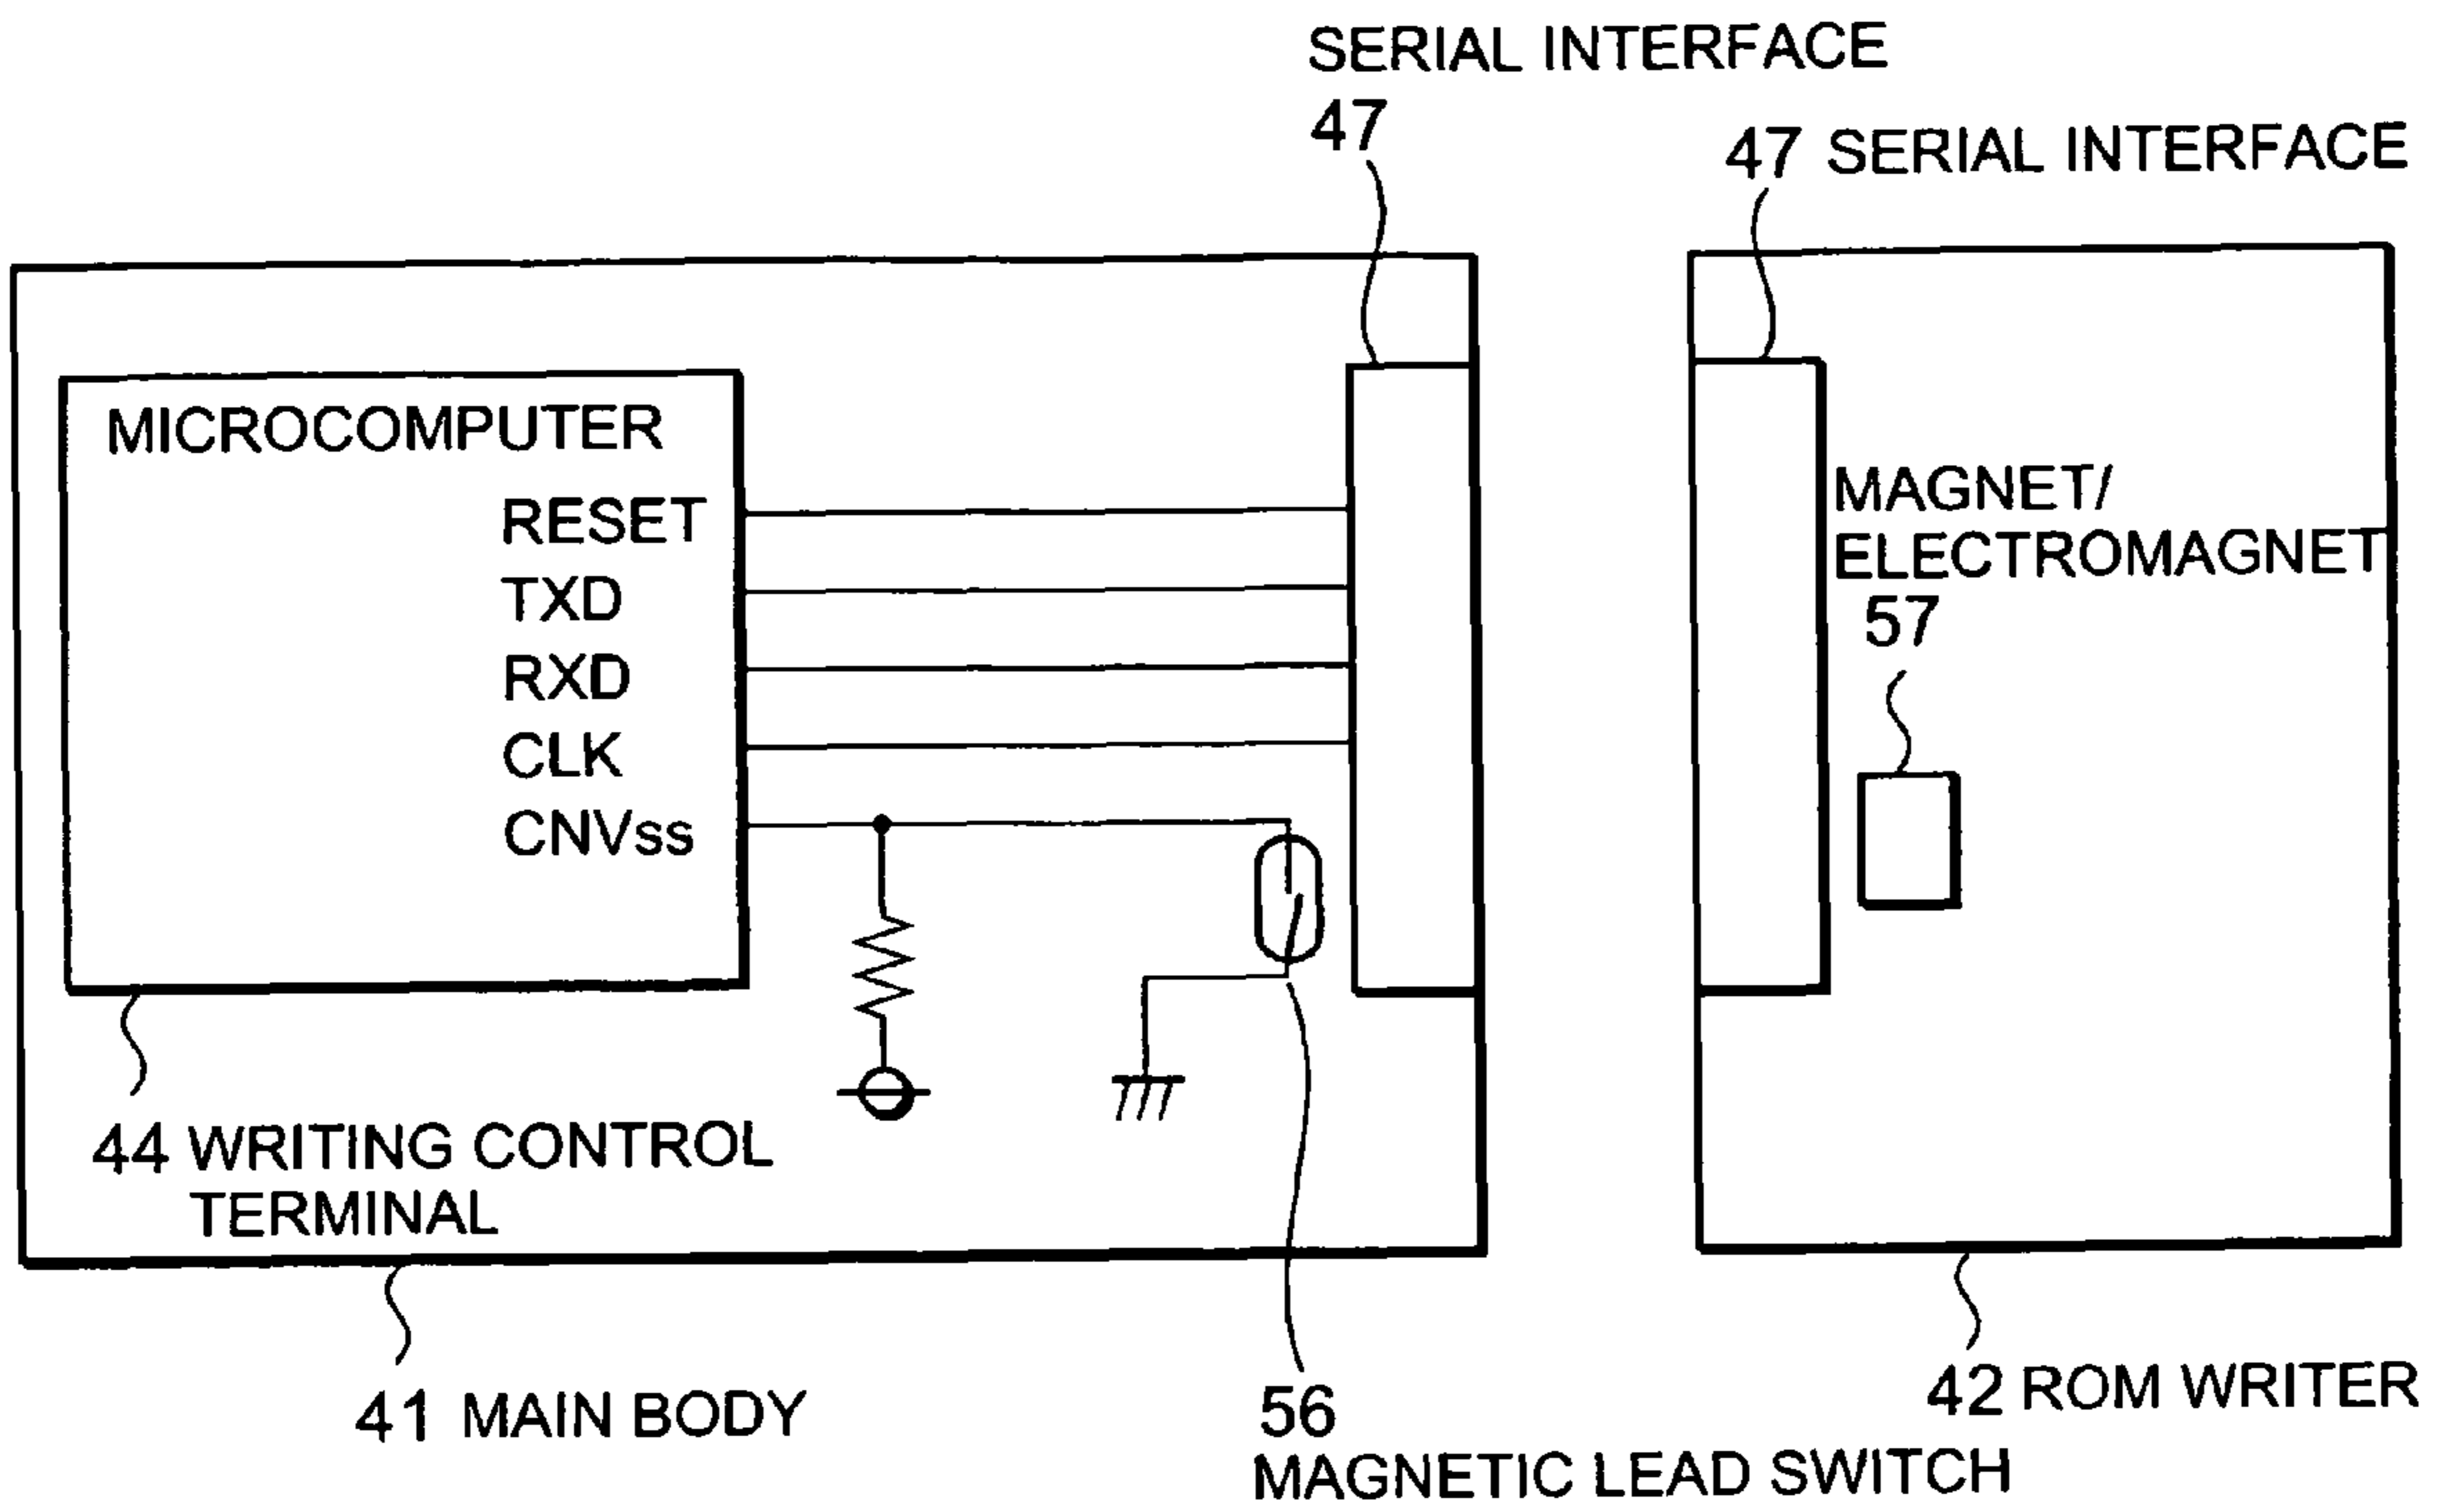 SERIAL INTERFACE
47
47 SERIAL INTERFACE
MICROCOMPUTER
RESET
TXD
RXD
CLK
CNVss
MAGNET/
ELECTROMAGNET
57
44 WRITING CONTROL
TERMINAL
41 MAIN BODY
56
MAGNETIC LEAD SWITCH
42 ROM WRITER